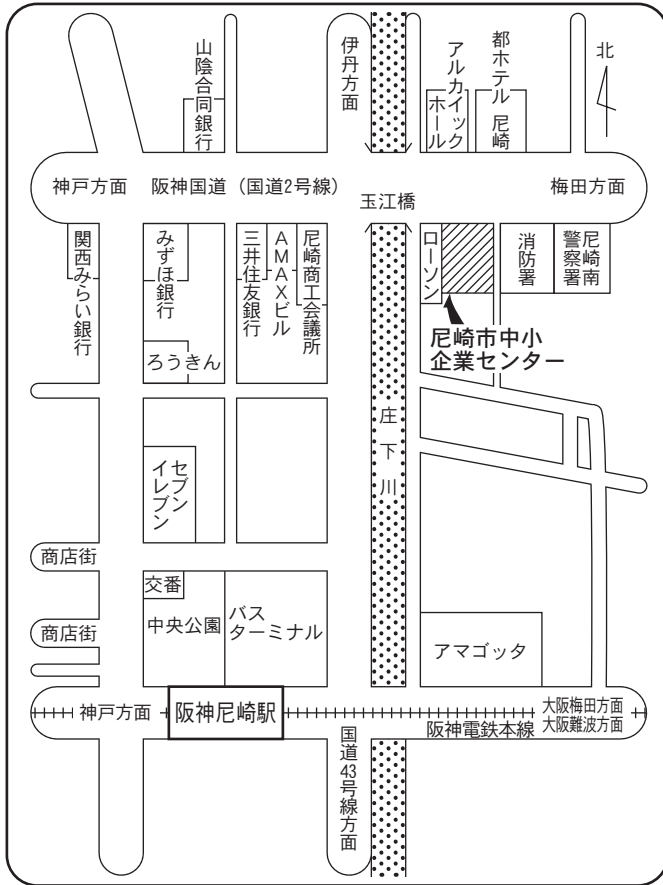 山陰合同銀行
伊丹方面
アルカイック
ホール
都ホテル 尼崎
北
神戸方面
阪神国道(国道2号線)
玉江橋
梅田方面
関西みらい銀行
みずほ銀行
ろうきん
三井住友銀行
AMAXビル
尼崎商工会議所
ローソン
消防署
尼崎南
警察署
尼崎市中小
企業センター
庄下川
セブン
イレブン
商店街
交番
商店街
中央公園
バス
ターミナル
アマゴッタ
神戸方面
阪神尼崎駅
阪神電鉄本線
大阪梅田方面
大阪難波方面
国道43号線方面